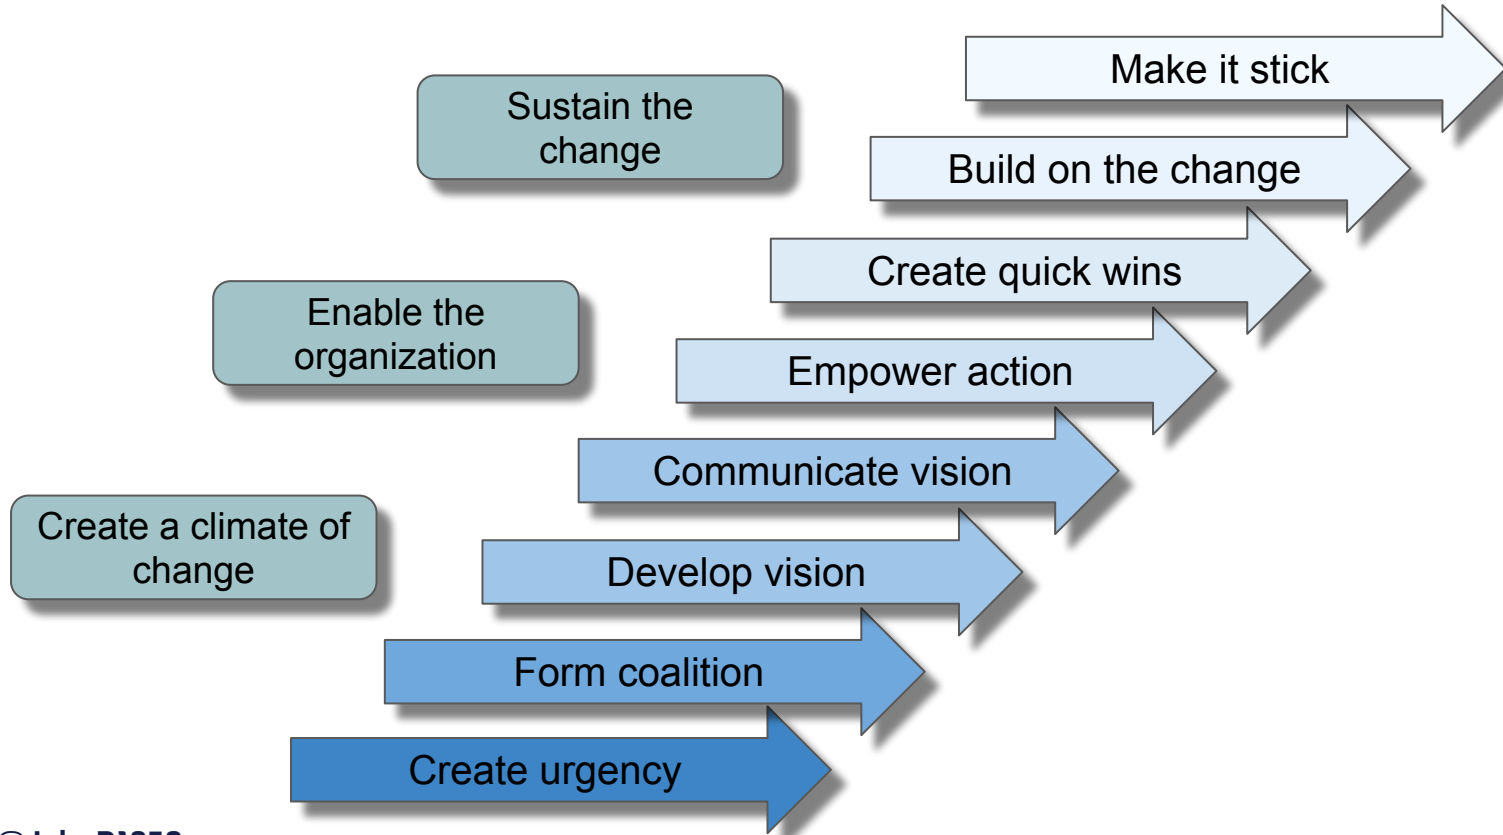 Make it stick
Sustain the
change
Build on the change
Create quick wins
Enable the
organization
Empower action
Communicate vision
Create a climate of
change
Develop vision
Form coalition
Create urgency